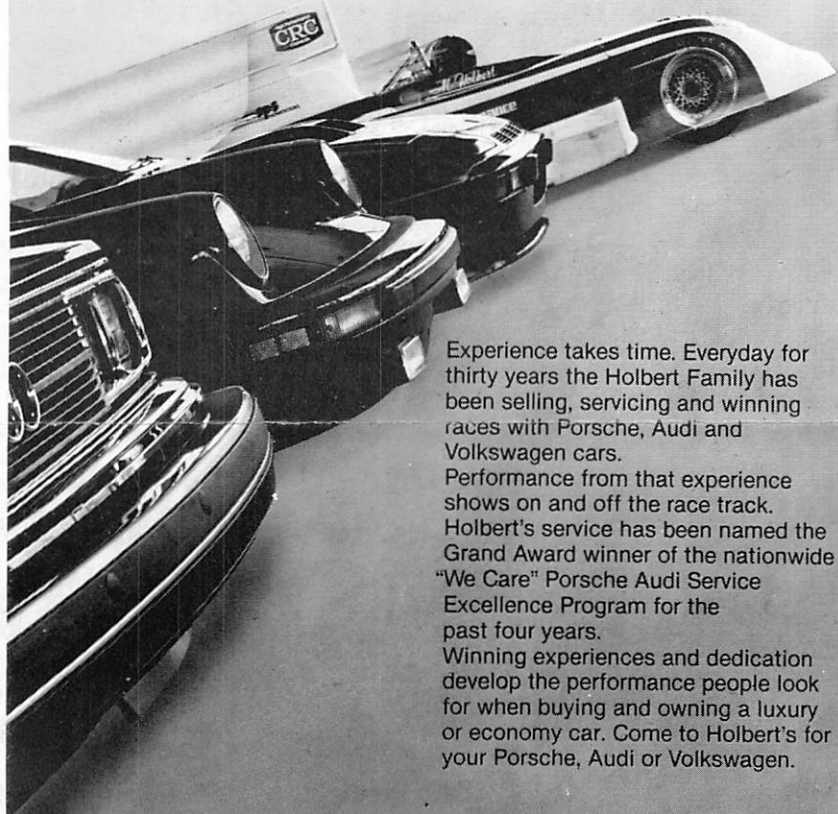 CRC
Al Holbert
Experience takes time. Everyday for
thirty years the Holbert Family has
been selling, servicing and winning
races with Porsche, Audi and
Volkswagen cars.
Performance from that experience
shows on and off the race track.
Holbert's service has been named the
Grand Award winner of the nationwide
“We Care” Porsche Audi Service
Excellence Program for the
past four years.
Winning experiences and dedication
develop the performance people look
for when buying and owning a luxury
or economy car. Come to Holbert's for
your Porsche, Audi or Volkswagen.